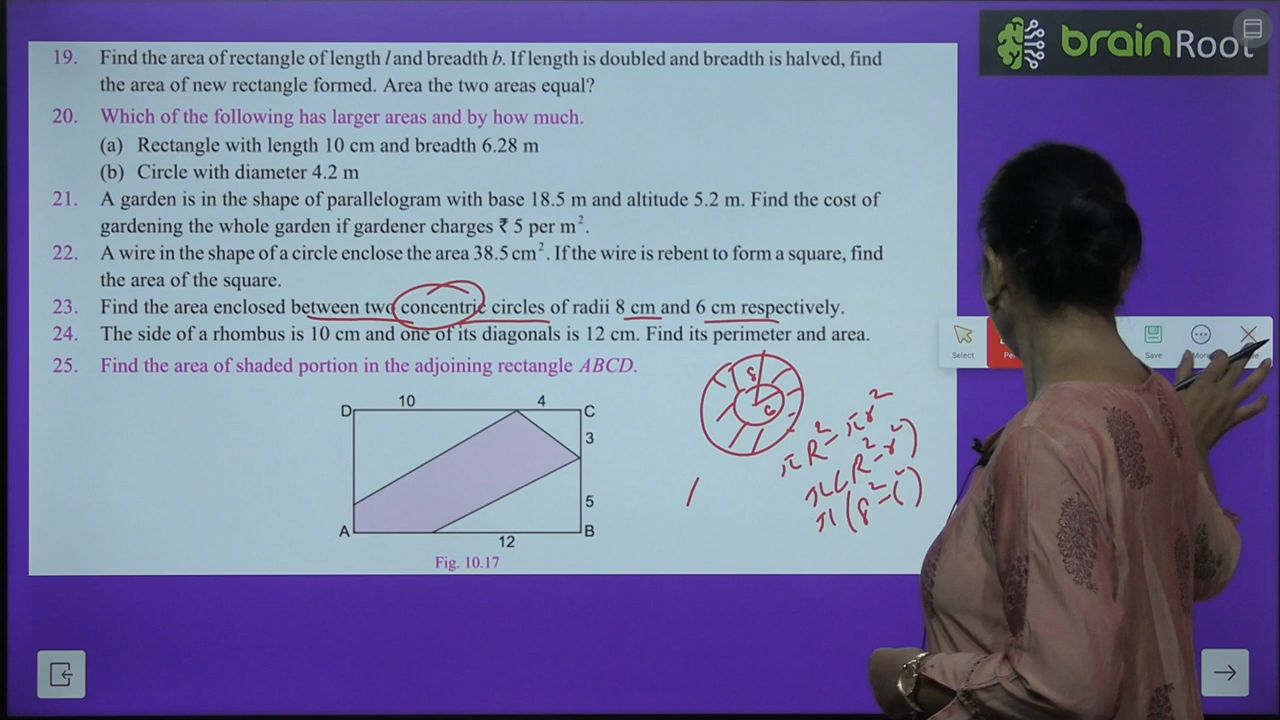 brainRoot
19. Find the area of rectangle of length l and breadth b. If length is doubled and breadth is halved, find
the area of new rectangle formed. Area the two areas equal?
20. Which of the following has larger areas and by how much.
(a) Rectangle with length 10 cm and breadth 6.28 m
(b) Circle with diameter 4.2 m
21. A garden is in the shape of parallelogram with base 18.5 m and altitude 5.2 m. Find the cost of
gardening the whole garden if gardener charges ₹ 5 per m².
22. A wire in the shape of a circle enclose the area 38.5 cm². If the wire is rebent to form a square, find
the area of the square.
23. Find the area enclosed between two concentric circles of radii 8 cm and 6 cm respectively.
24. The side of a rhombus is 10 cm and one of its diagonals is 12 cm. Find its perimeter and area.
25. Find the area of shaded portion in the adjoining rectangle ABCD.
Select
Save
More
D 10 4 C
3
5
A 12 B
Fig. 10.17
8
6
πR² - πr²
π(R² - r²)
π(8² -